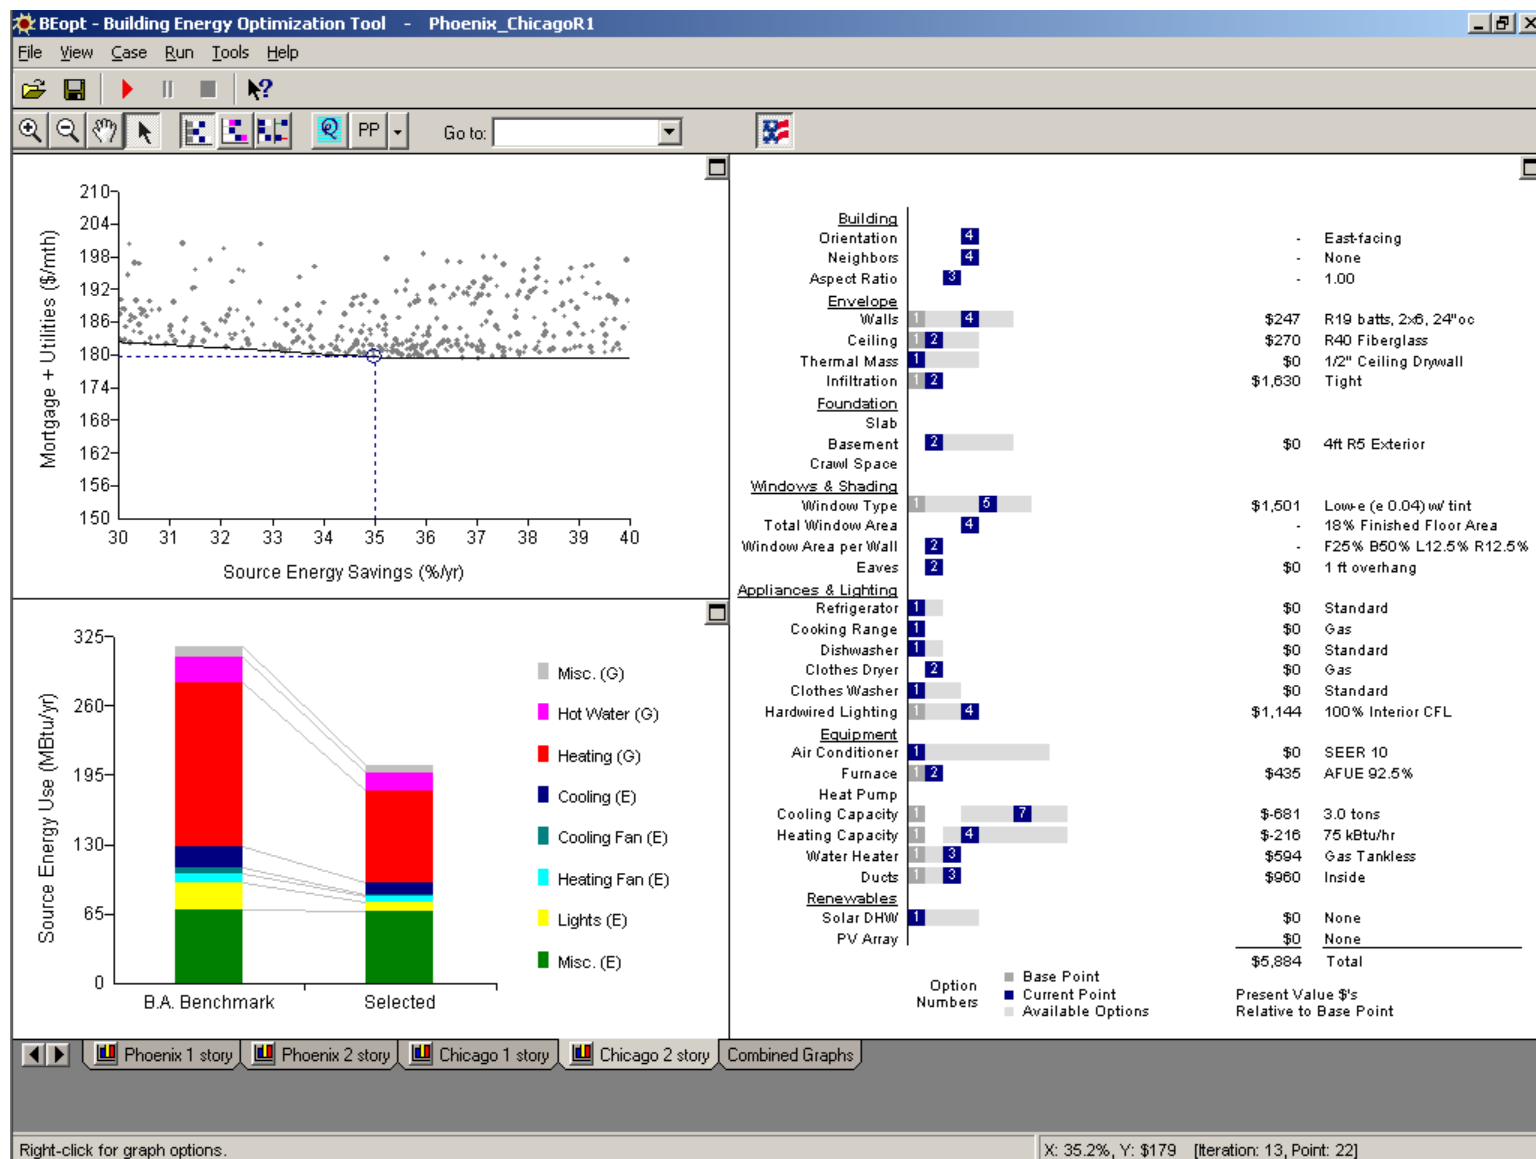 BEopt - Building Energy Optimization Tool - Phoenix_ChicagoR1
File View Case Run Tools Help
PP Go to:
Mortgage + Utilities ($/mth)
210
204
198
192
186
180
174
168
162
156
150
30 31 32 33 34 35 36 37 38 39 40
Source Energy Savings (%/yr)
Source Energy Use (MBtu/yr)
325
260
195
130
65
0
B.A. Benchmark Selected
Misc. (G)
Hot Water (G)
Heating (G)
Cooling (E)
Cooling Fan (E)
Heating Fan (E)
Lights (E)
Misc. (E)
Building
Orientation 4 - East-facing
Neighbors 4 - None
Aspect Ratio 3 - 1.00
Envelope
Walls 1 4 $247 R19 batts, 2x6, 24"oc
Ceiling 1 2 $270 R40 Fiberglass
Thermal Mass 1 $0 1/2" Ceiling Drywall
Infiltration 1 2 $1,630 Tight
Foundation
Slab
Basement 2 $0 4ft R5 Exterior
Crawl Space
Windows & Shading
Window Type 1 5 $1,501 Low-e (e 0.04) w/ tint
Total Window Area 4 - 18% Finished Floor Area
Window Area per Wall 2 - F25% B50% L12.5% R12.5%
Eaves 2 $0 1 ft overhang
Appliances & Lighting
Refrigerator 1 $0 Standard
Cooking Range 1 $0 Gas
Dishwasher 1 $0 Standard
Clothes Dryer 2 $0 Gas
Clothes Washer 1 $0 Standard
Hardwired Lighting 1 4 $1,144 100% Interior CFL
Equipment
Air Conditioner 1 $0 SEER 10
Furnace 1 2 $435 AFUE 92.5%
Heat Pump
Cooling Capacity 1 7 $-681 3.0 tons
Heating Capacity 1 4 $-216 75 kBtu/hr
Water Heater 1 3 $594 Gas Tankless
Ducts 1 3 $960 Inside
Renewables
Solar DHW 1 $0 None
PV Array $0 None
$5,884 Total
Option Numbers
Base Point
Current Point
Available Options
Present Value $'s
Relative to Base Point
Phoenix 1 story Phoenix 2 story Chicago 1 story Chicago 2 story Combined Graphs
Right-click for graph options. X: 35.2%, Y: $179 [Iteration: 13, Point: 22]